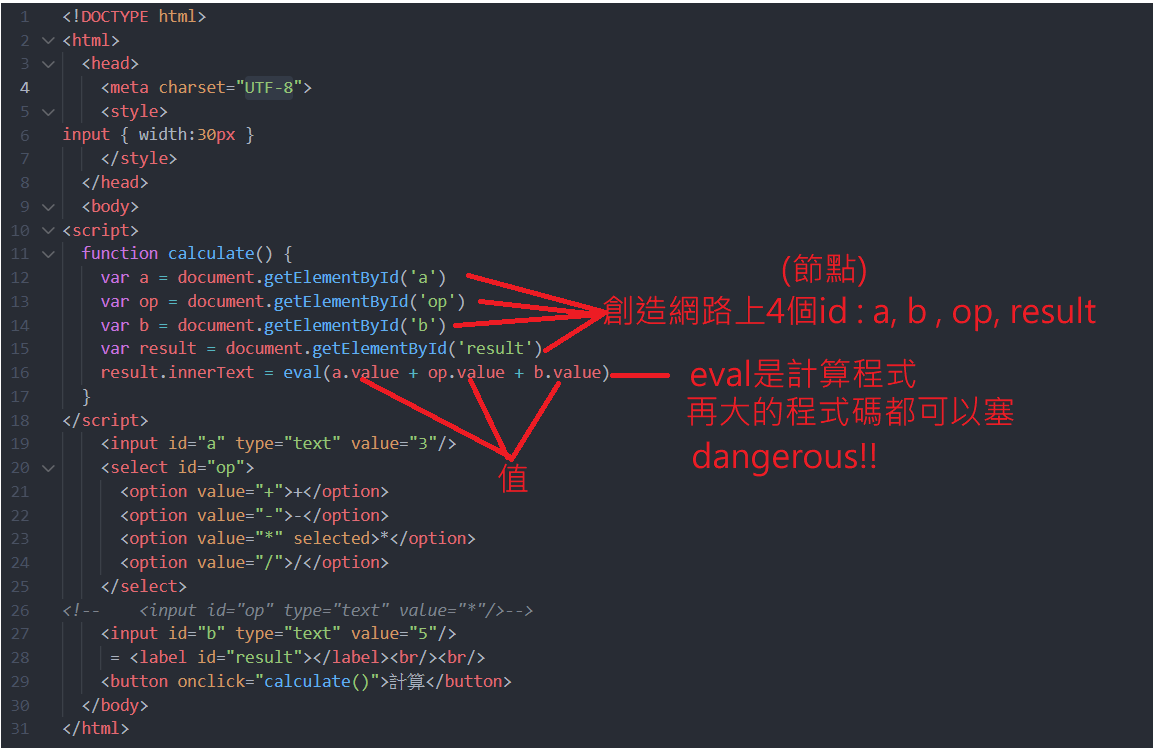 1 <!DOCTYPE html>
2 <html>
3 <head>
4 <meta charset="UTF-8">
5 <style>
6 input { width:30px }
7 </style>
8 </head>
9 <body>
10 <script>
11 function calculate() {
12 var a = document.getElementById('a')
13 var op = document.getElementById('op')
14 var b = document.getElementById('b')
15 var result = document.getElementById('result')
(節點)
創造網路上4個id : a, b , op, result
16 result.innerText = eval(a.value + op.value + b.value)
eval是計算程式
再大的程式碼都可以塞
dangerous!!
值
17 }
18 </script>
19 <input id="a" type="text" value="3"/>
20 <select id="op">
21 <option value="+">+</option>
22 <option value="-">-</option>
23 <option value="*" selected>*</option>
24 <option value="/">/</option>
25 </select>
26 <!-- <input id="op" type="text" value="*"/>-->
27 <input id="b" type="text" value="5"/>
28 = <label id="result"></label><br/><br/>
29 <button onclick="calculate()">計算</button>
30 </body>
31 </html>